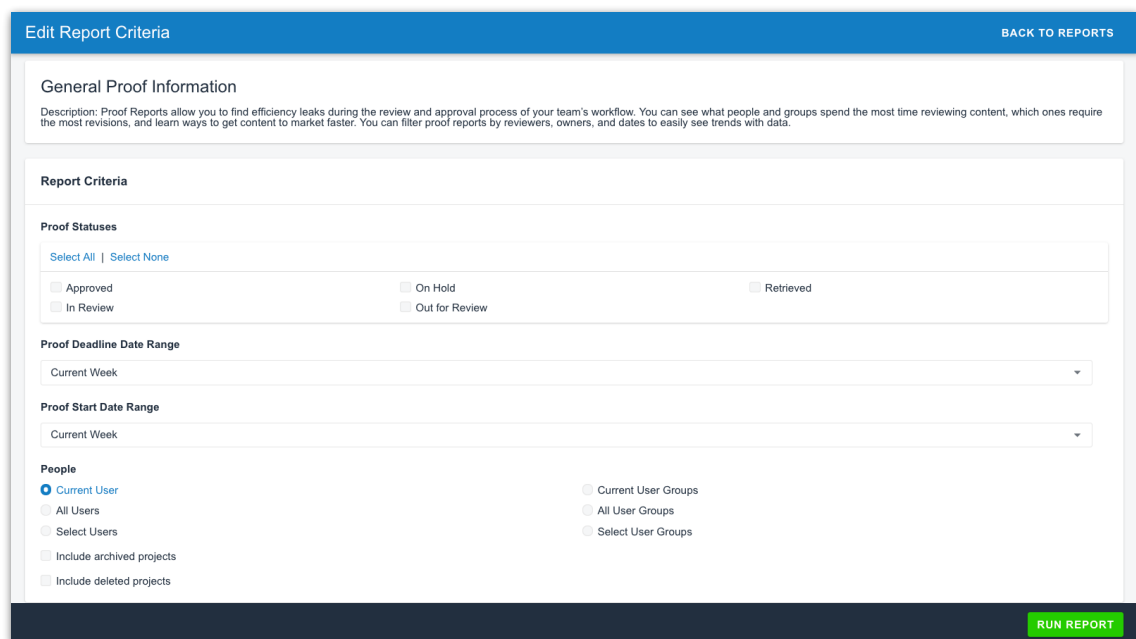 Edit Report Criteria
BACK TO REPORTS
General Proof Information
Description: Proof Reports allow you to find efficiency leaks during the review and approval process of your team's workflow. You can see what people and groups spend the most time reviewing content, which ones require
the most revisions, and learn ways to get content to market faster. You can filter proof reports by reviewers, owners, and dates to easily see trends with data.
Report Criteria
Proof Statuses
Select All | Select None
Approved
On Hold
Retrieved
In Review
Out for Review
Proof Deadline Date Range
Current Week
Proof Start Date Range
Current Week
People
Current User
Current User Groups
All Users
All User Groups
Select Users
Select User Groups
Include archived projects
Include deleted projects
RUN REPORT